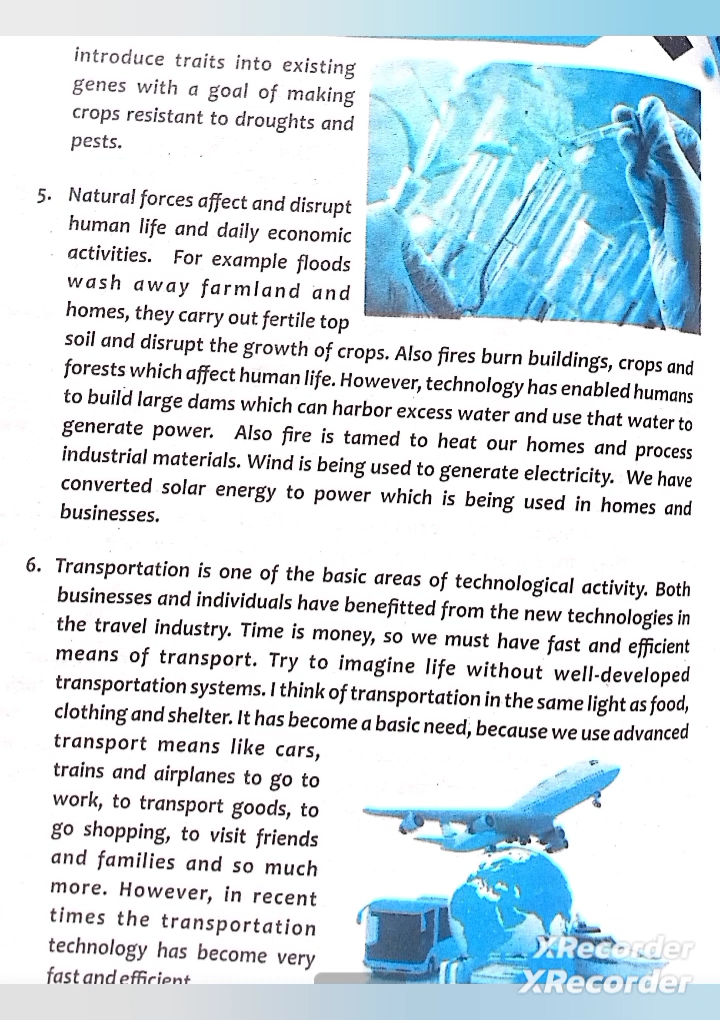 introduce traits into existing
genes with a goal of making
crops resistant to droughts and
pests.
5. Natural forces affect and disrupt
human life and daily economic
activities. For example floods
wash away farmland and
homes, they carry out fertile top
soil and disrupt the growth of crops. Also fires burn buildings, crops and
forests which affect human life. However, technology has enabled humans
to build large dams which can harbor excess water and use that water to
generate power. Also fire is tamed to heat our homes and process
industrial materials. Wind is being used to generate electricity. We have
converted solar energy to power which is being used in homes and
businesses.
6. Transportation is one of the basic areas of technological activity. Both
businesses and individuals have benefitted from the new technologies in
the travel industry. Time is money, so we must have fast and efficient
means of transport. Try to imagine life without well-developed
transportation systems. I think of transportation in the same light as food,
clothing and shelter. It has become a basic need, because we use advanced
transport means like cars,
trains and airplanes to go to
work, to transport goods, to
go shopping, to visit friends
and families and so much
more. However, in recent
times the transportation
technology has become very
fast and efficient
XRecorder
XRecorder